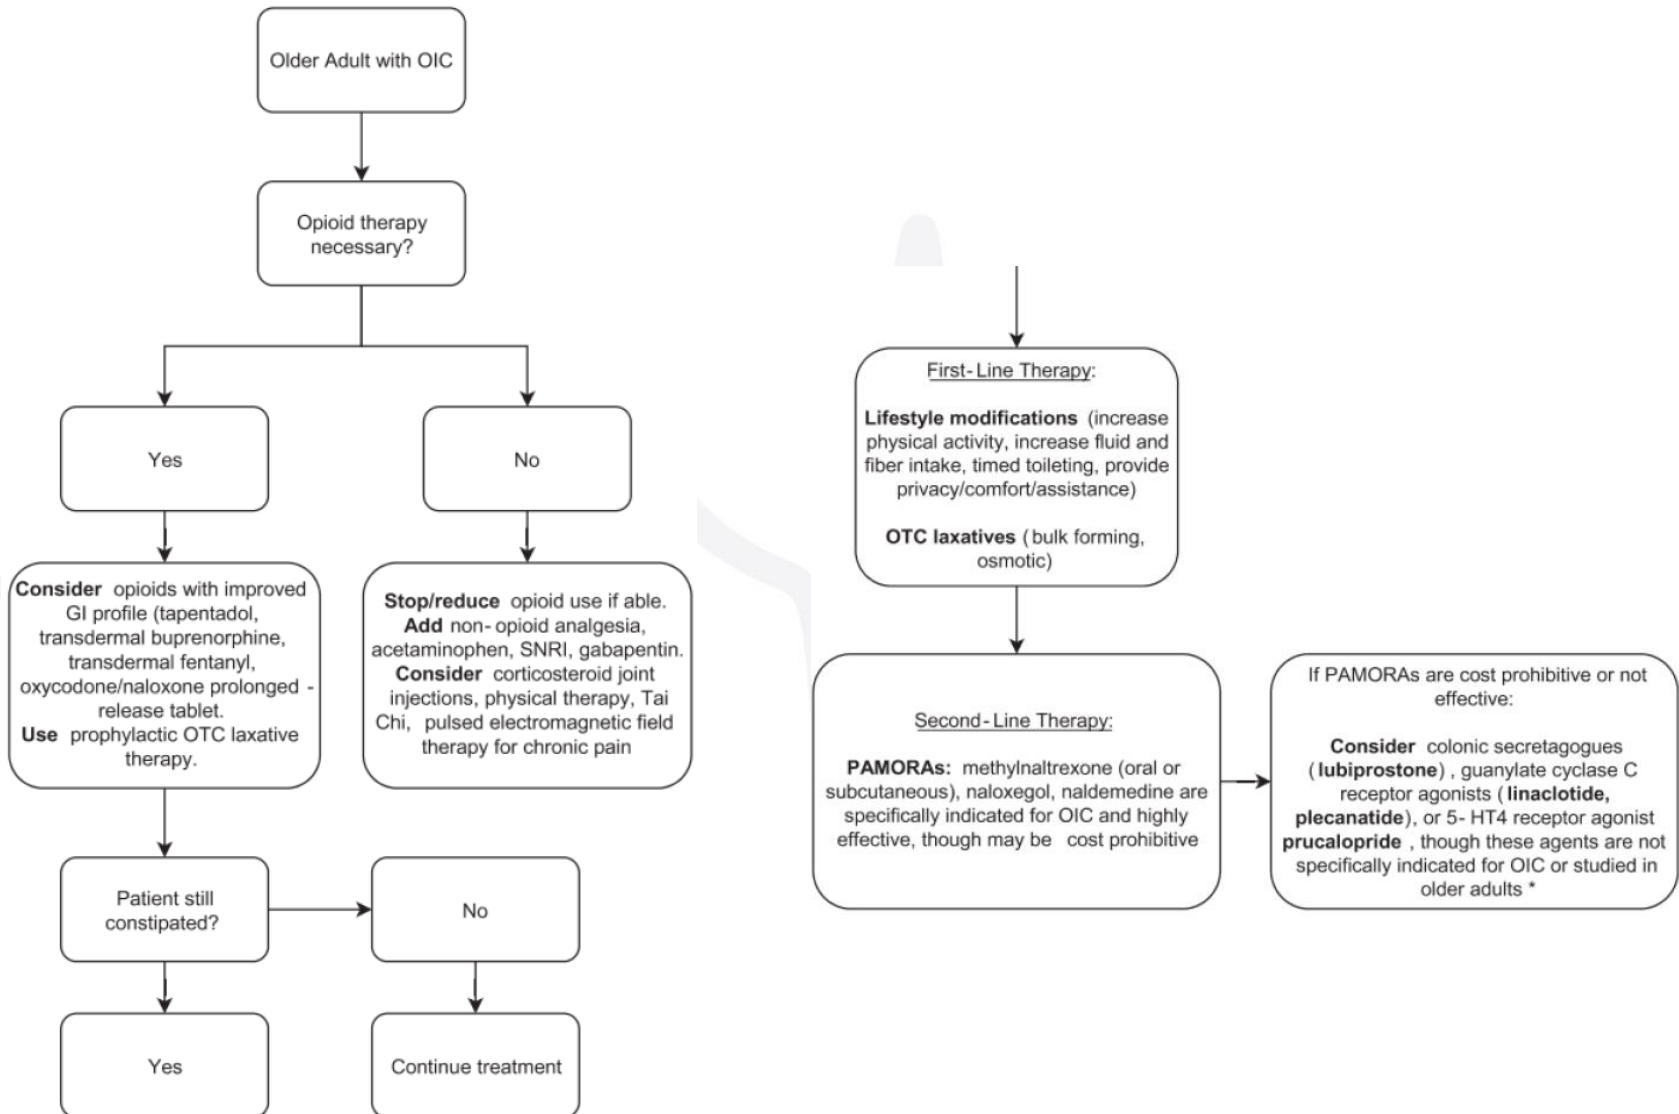 Older Adult with OIC
Opioid therapy
necessary?
Yes
No
Consider opioids with improved
GI profile (tapentadol,
transdermal buprenorphine,
transdermal fentanyl,
oxycodone/naloxone prolonged -
release tablet.
Use prophylactic OTC laxative
therapy.
Stop/reduce opioid use if able.
Add non-opioid analgesia,
acetaminophen, SNRI, gabapentin.
Consider corticosteroid joint
injections, physical therapy, Tai
Chi, pulsed electromagnetic field
therapy for chronic pain
Patient still
constipated?
No
Yes
Continue treatment
First-Line Therapy:
Lifestyle modifications (increase
physical activity, increase fluid and
fiber intake, timed toileting, provide
privacy/comfort/assistance)
OTC laxatives (bulk forming,
osmotic)
Second-Line Therapy:
PAMORAs: methylnaltrexone (oral or
subcutaneous), naloxegol, naldemedine are
specifically indicated for OIC and highly
effective, though may be cost prohibitive
If PAMORAs are cost prohibitive or not
effective:
Consider colonic secretagogues
(lubiprostone), guanylate cyclase C
receptor agonists (linaclotide,
plecanatide), or 5-HT4 receptor agonist
prucalopride, though these agents are not
specifically indicated for OIC or studied in
older adults *